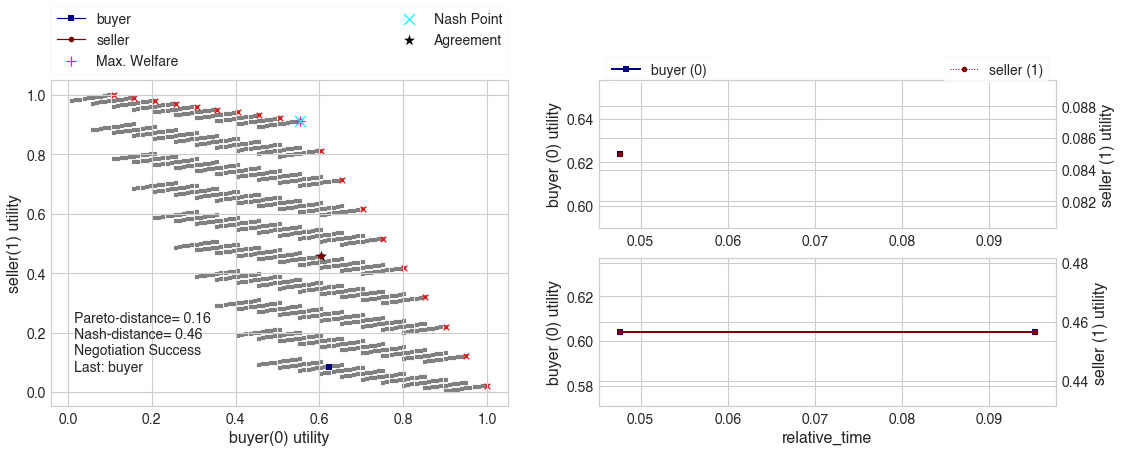 buyer
seller
Max. Welfare
Nash Point
Agreement
1.0
0.8
0.6
0.4
0.2
0.0
seller(1) utility
Pareto-distance= 0.16
Nash-distance= 0.46
Negotiation Success
Last: buyer
0.0 0.2 0.4 0.6 0.8 1.0
buyer(0) utility
buyer (0)
seller (1)
0.64
0.62
0.60
buyer (0) utility
0.088
0.086
0.084
0.082
seller (1) utility
0.05 0.06 0.07 0.08 0.09
0.62
0.60
0.58
buyer (0) utility
0.48
0.46
0.44
seller (1) utility
0.05 0.06 0.07 0.08 0.09
relative_time